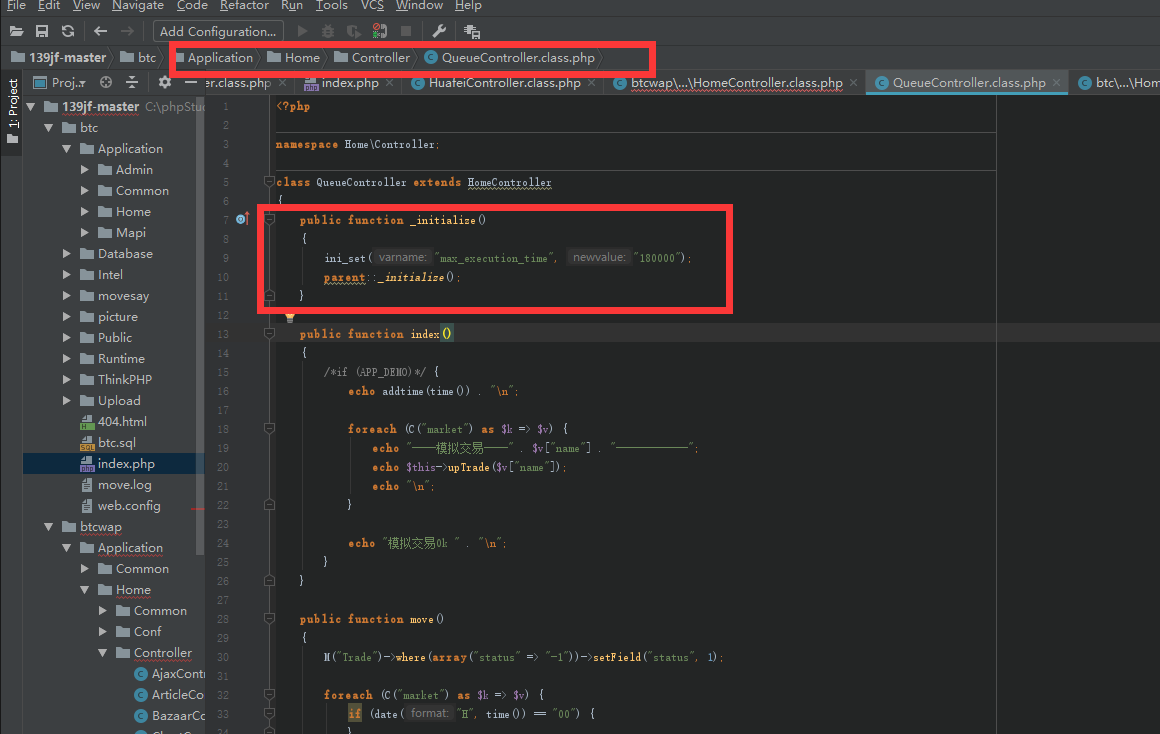 File Edit View Navigate Code Refactor Run Tools VCS Window Help
Add Configuration...
139jf-master btc Application Home Controller QueueController.class.php
1: Project
Proj..
er.class.php index.php HuafeiController.class.php btcwap\...\HomeController.class.php QueueController.class.php btc\...\Hom
139jf-master C:\phpStu
btc
Application
Admin
Common
Home
Mapi
Database
Intel
movesay
picture
Public
Runtime
ThinkPHP
Upload
404.html
btc.sql
index.php
move.log
web.config
btcwap
Application
Common
Home
Common
Conf
Controller
AjaxCont
ArticleCo
BazaarCo
1 <?php
2
3 namespace Home\Controller;
4
5 class QueueController extends HomeController
6 {
7 public function _initialize()
8 {
9 ini_set( varname: "max_execution_time", newvalue: "180000");
10 parent::_initialize();
11 }
12
13 public function index()
14 {
15 /*if (APP_DEMO)*/ {
16 echo addtime(time()) . "\n";
17
18 foreach (C("market") as $k => $v) {
19 echo "----模拟交易----" . $v["name"] . "------------";
20 echo $this->upTrade($v["name"]);
21 echo "\n";
22 }
23
24 echo "模拟交易0k " . "\n";
25 }
26 }
27
28 public function move()
29 {
30 M("Trade")->where(array("status" => "-1"))->setField("status", 1);
31
32 foreach (C("market") as $k => $v) {
33 if (date( format: "H", time()) == "00") {
34 }